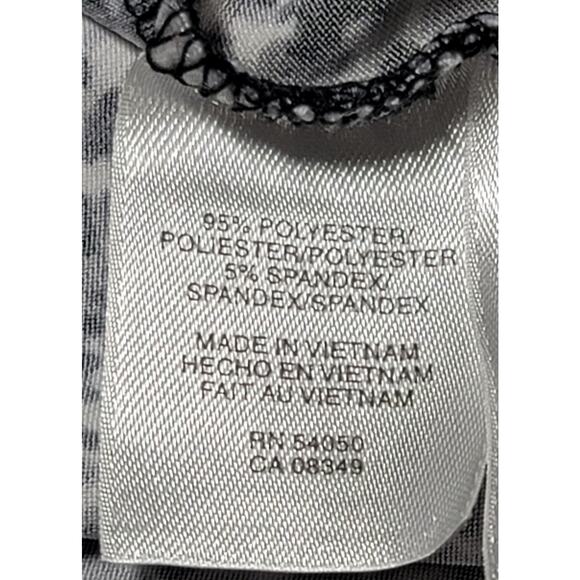 95% POLYESTER/
POLIESTER/POLYESTER
5% SPANDEX/
SPANDEX/SPANDEX
MADE IN VIETNAM
HECHO EN VIETNAM
FAIT AU VIETNAM
RN 54050
CA 08349